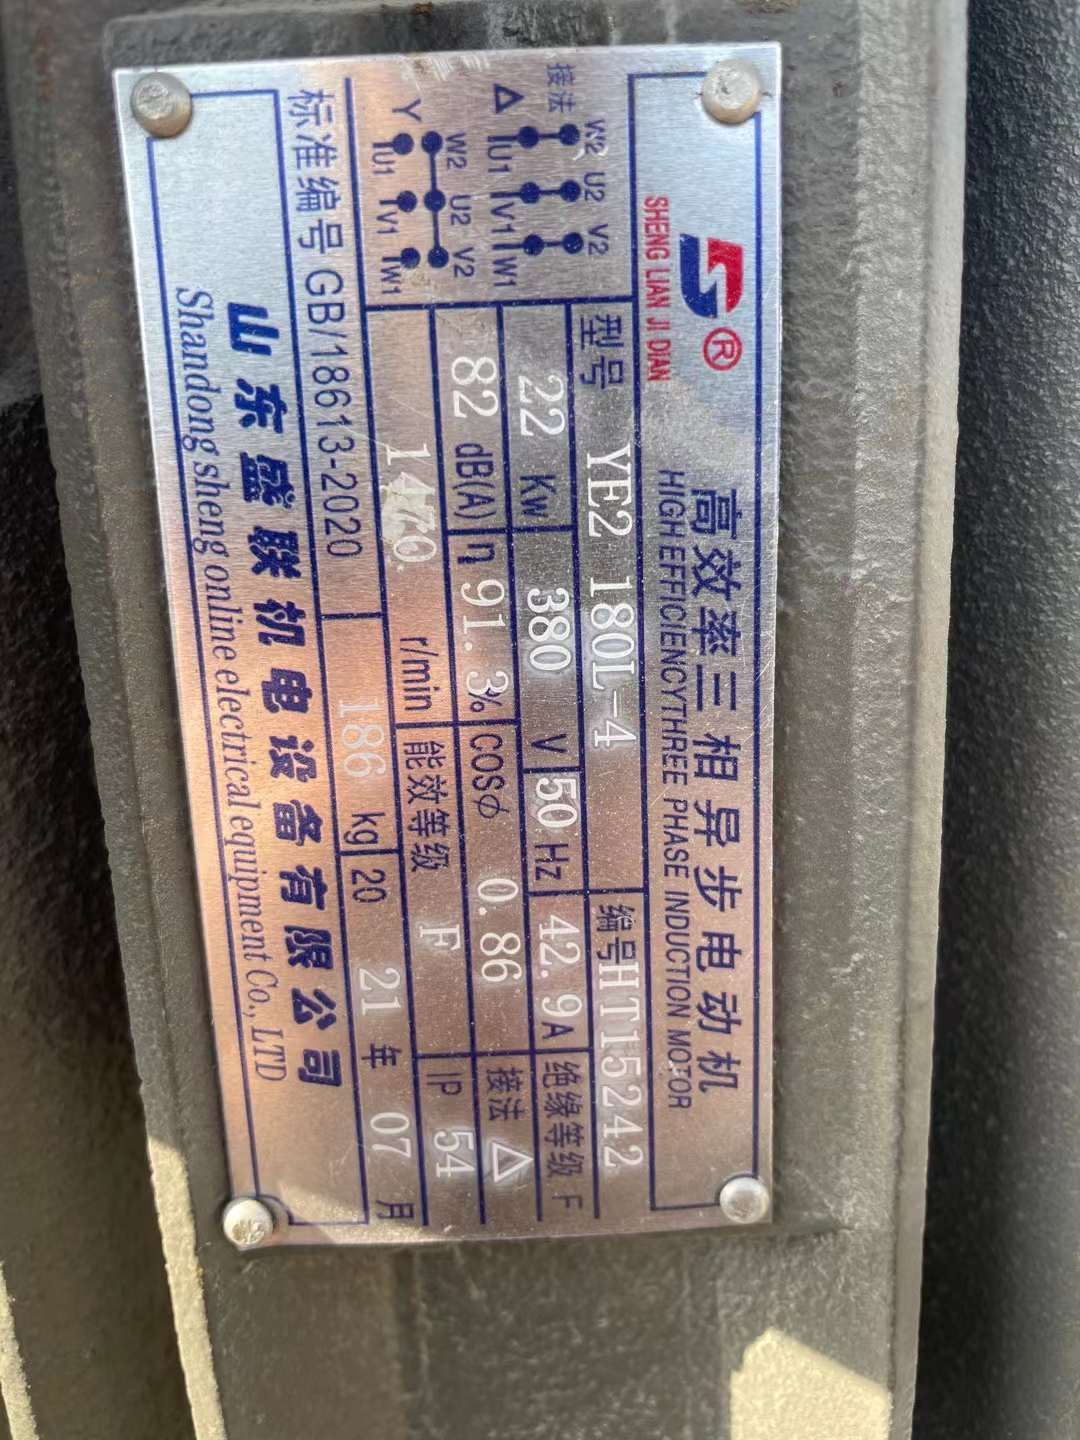 ®
SHENG LIAN JI DIAN
高效率三相异步电动机
HIGH EFFICIENCYTHREE PHASE INDUCTION MOTOR
型号 YE2 180L-4 编号HT15242
22 Kw 380 V 50 Hz 42.9A 绝缘等级 F
82 dB(A) η 91.3% COSϕ 0.86 接法 △
r/min 能效等级 F IP 54
接法
W2 U2 V2
△ U1 V1 W1
W2 U2 V2
Y U1 V1 W1
标准编号 GB/18613-2020 186 kg 20 21 年 07 月
山东盛联机电设备有限公司
Shandong sheng online electrical equipment Co., LTD